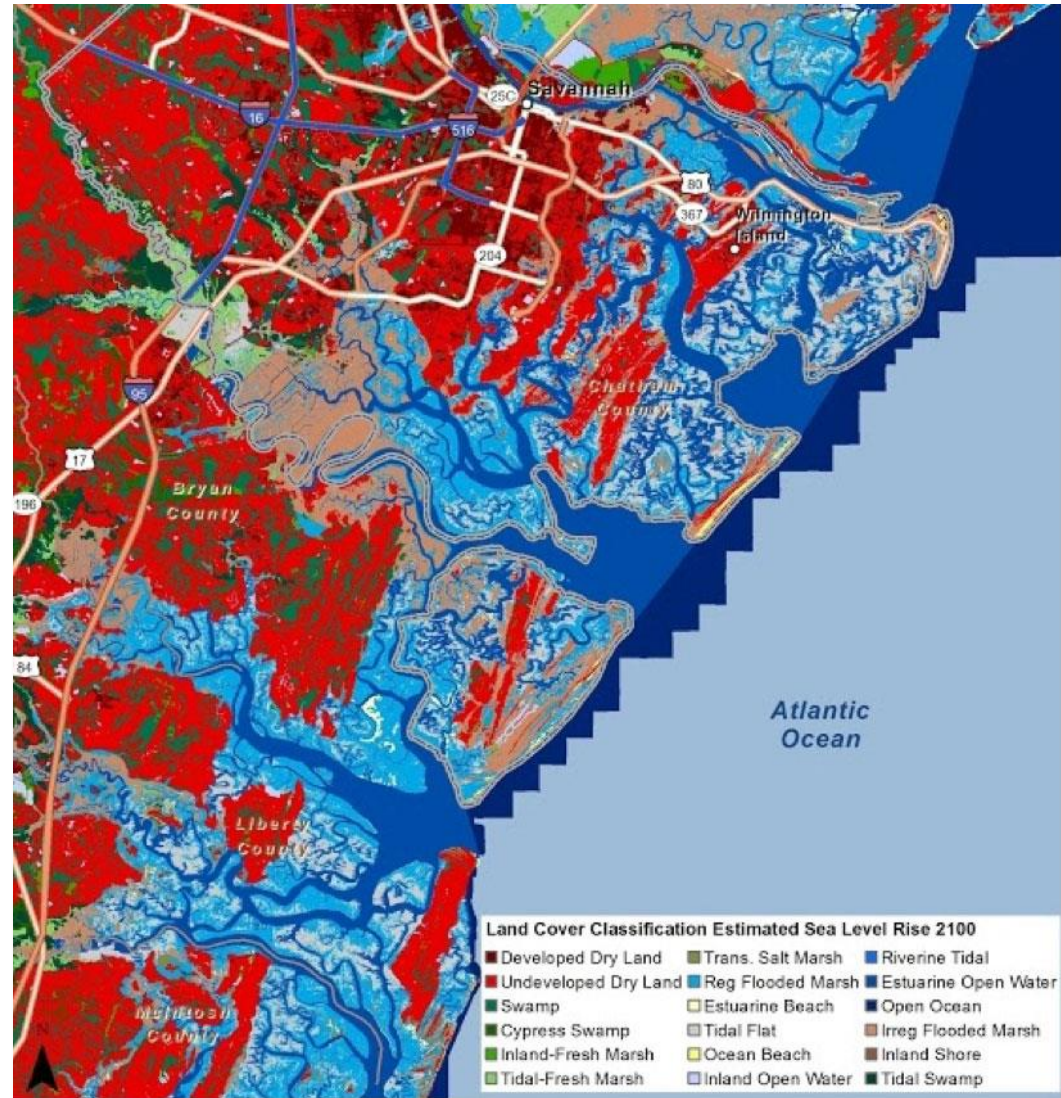 Savannah
25C
16
516
80
367
Wilmington
Island
204
Chatham
County
95
17
Bryan
County
196
84
Atlantic
Ocean
Liberty
County
McIntosh
County
N
Land Cover Classification Estimated Sea Level Rise 2100
Developed Dry Land Trans. Salt Marsh Riverine Tidal
Undeveloped Dry Land Reg Flooded Marsh Estuarine Open Water
Swamp Estuarine Beach Open Ocean
Cypress Swamp Tidal Flat Irreg Flooded Marsh
Inland-Fresh Marsh Ocean Beach Inland Shore
Tidal-Fresh Marsh Inland Open Water Tidal Swamp